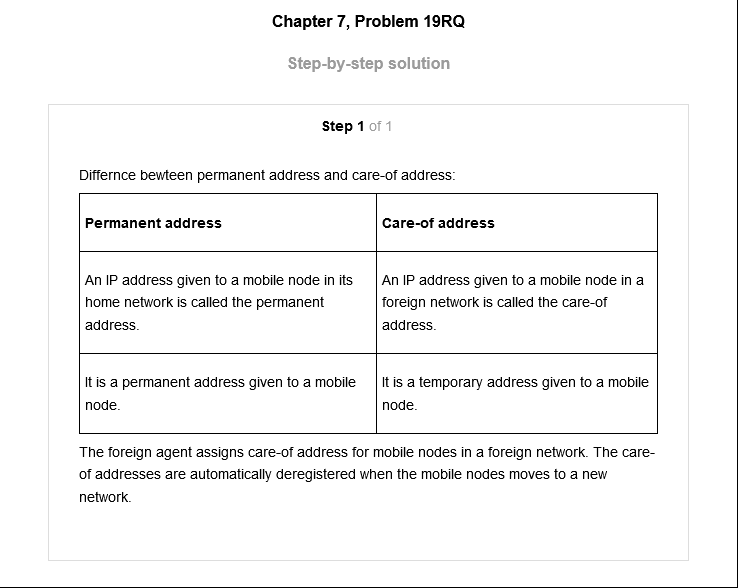 Chapter 7, Problem 19RQ
Step-by-step solution
Step 1 of 1
Differnce bewteen permanent address and care-of address:
Permanent address
Care-of address
An IP address given to a mobile node in its
home network is called the permanent
address.
An IP address given to a mobile node in a
foreign network is called the care-of
address.
It is a permanent address given to a mobile
node.
It is a temporary address given to a mobile
node.
The foreign agent assigns care-of address for mobile nodes in a foreign network. The care-
of addresses are automatically deregistered when the mobile nodes moves to a new
network.